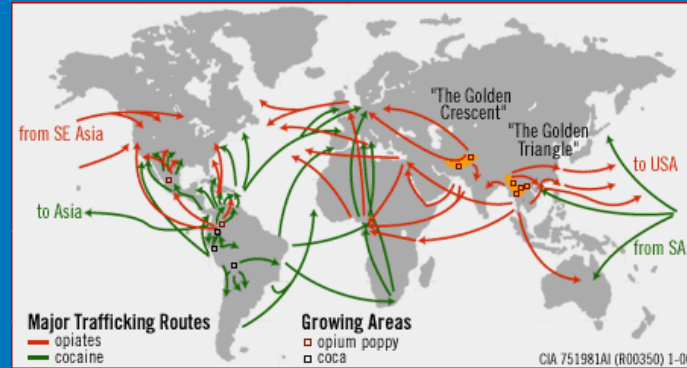 "The Golden
Crescent"
"The Golden
Triangle"
from SE Asia
to USA
to Asia
from SA
Major Trafficking Routes
opiates
cocaine
Growing Areas
opium poppy
coca
CIA 751981AI (R00350) 1-00